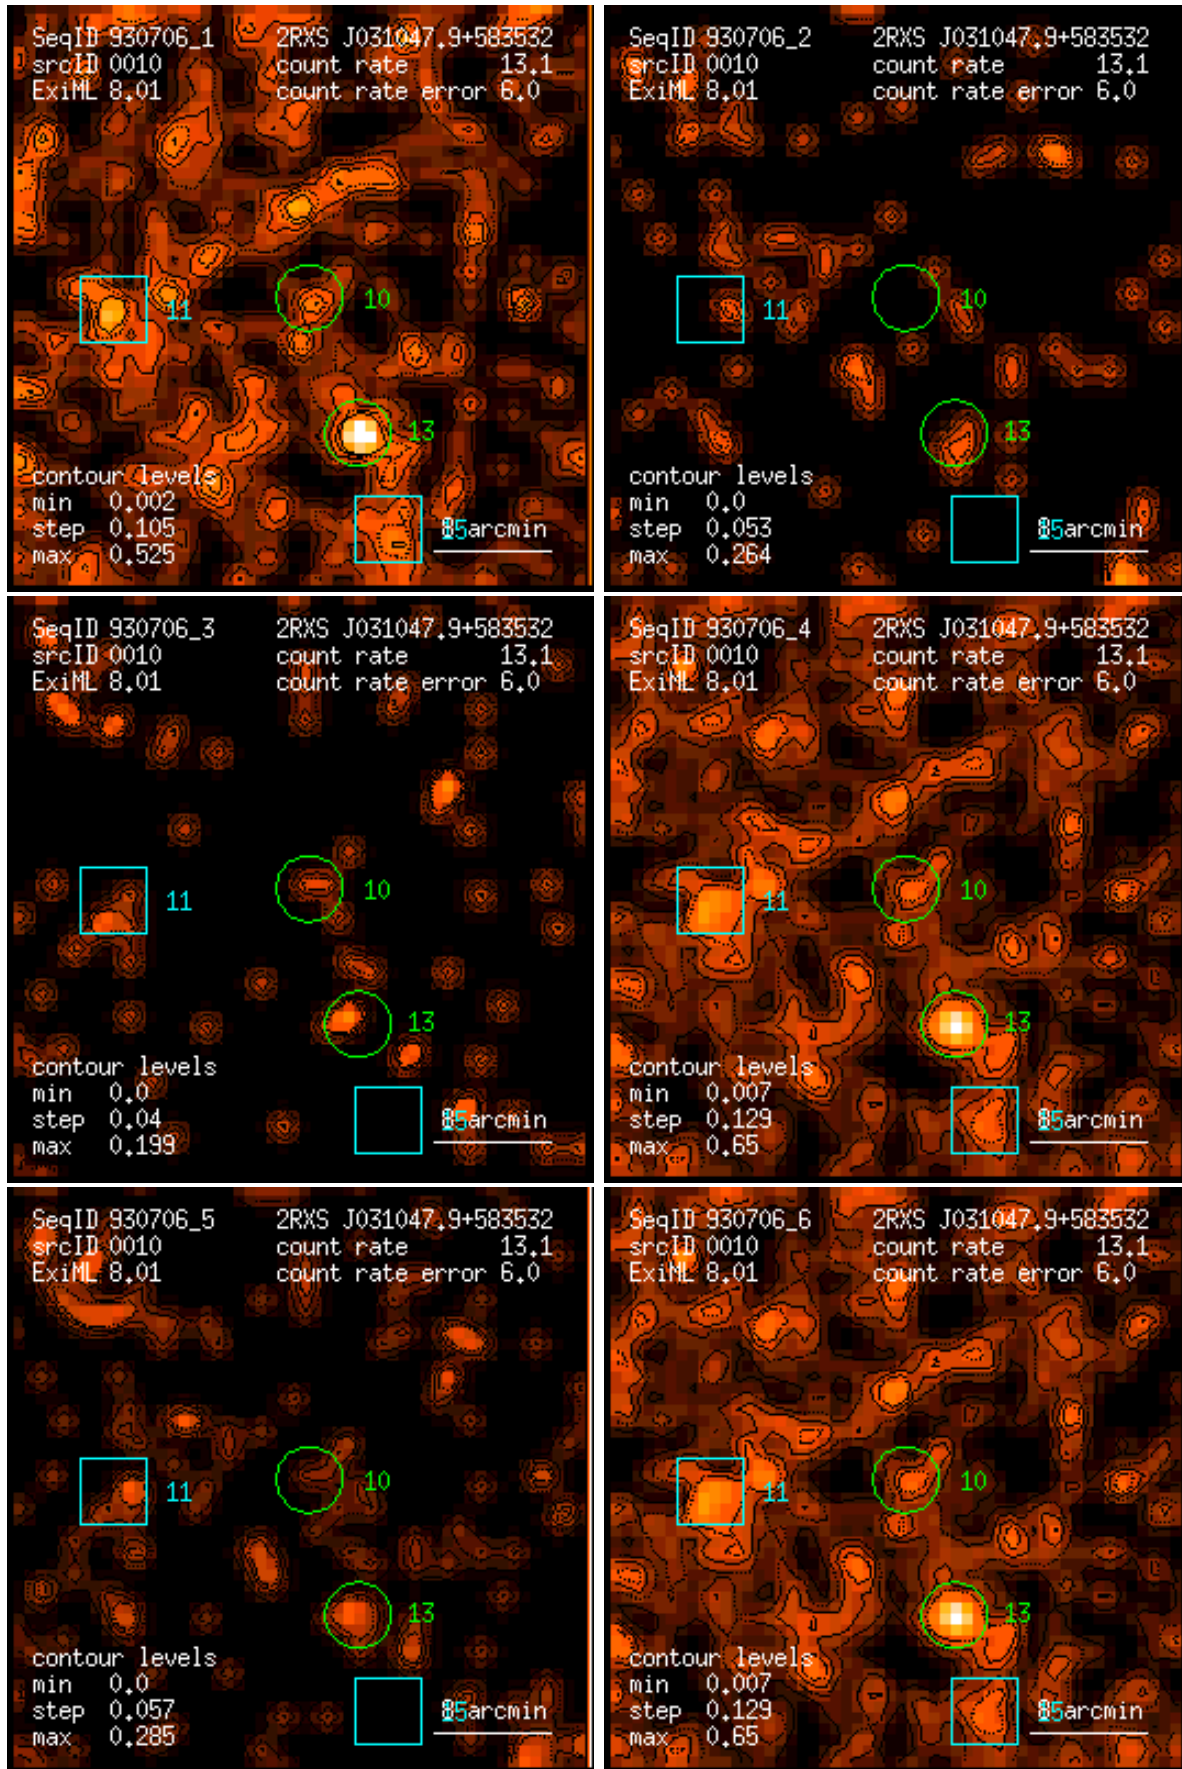 SeqID 930706_1 2RXS J031047.9+583532
srcID 0010 count rate 13.1
ExiML 8.01 count rate error 6.0
10
11
13
contour levels
min 0.002
step 0.105
max 0.525
arcmin
SeqID 930706_2 2RXS J031047.9+583532
srcID 0010 count rate 13.1
ExiML 8.01 count rate error 6.0
10
11
13
contour levels
min 0.0
step 0.053
max 0.264
arcmin
SeqID 930706_3 2RXS J031047.9+583532
srcID 0010 count rate 13.1
ExiML 8.01 count rate error 6.0
10
11
13
contour levels
min 0.0
step 0.04
max 0.199
arcmin
SeqID 930706_4 2RXS J031047.9+583532
srcID 0010 count rate 13.1
ExiML 8.01 count rate error 6.0
10
11
13
contour levels
min 0.007
step 0.129
max 0.65
arcmin
SeqID 930706_5 2RXS J031047.9+583532
srcID 0010 count rate 13.1
ExiML 8.01 count rate error 6.0
10
11
13
contour levels
min 0.0
step 0.057
max 0.285
arcmin
SeqID 930706_6 2RXS J031047.9+583532
srcID 0010 count rate 13.1
ExiML 8.01 count rate error 6.0
10
11
13
contour levels
min 0.007
step 0.129
max 0.65
arcmin